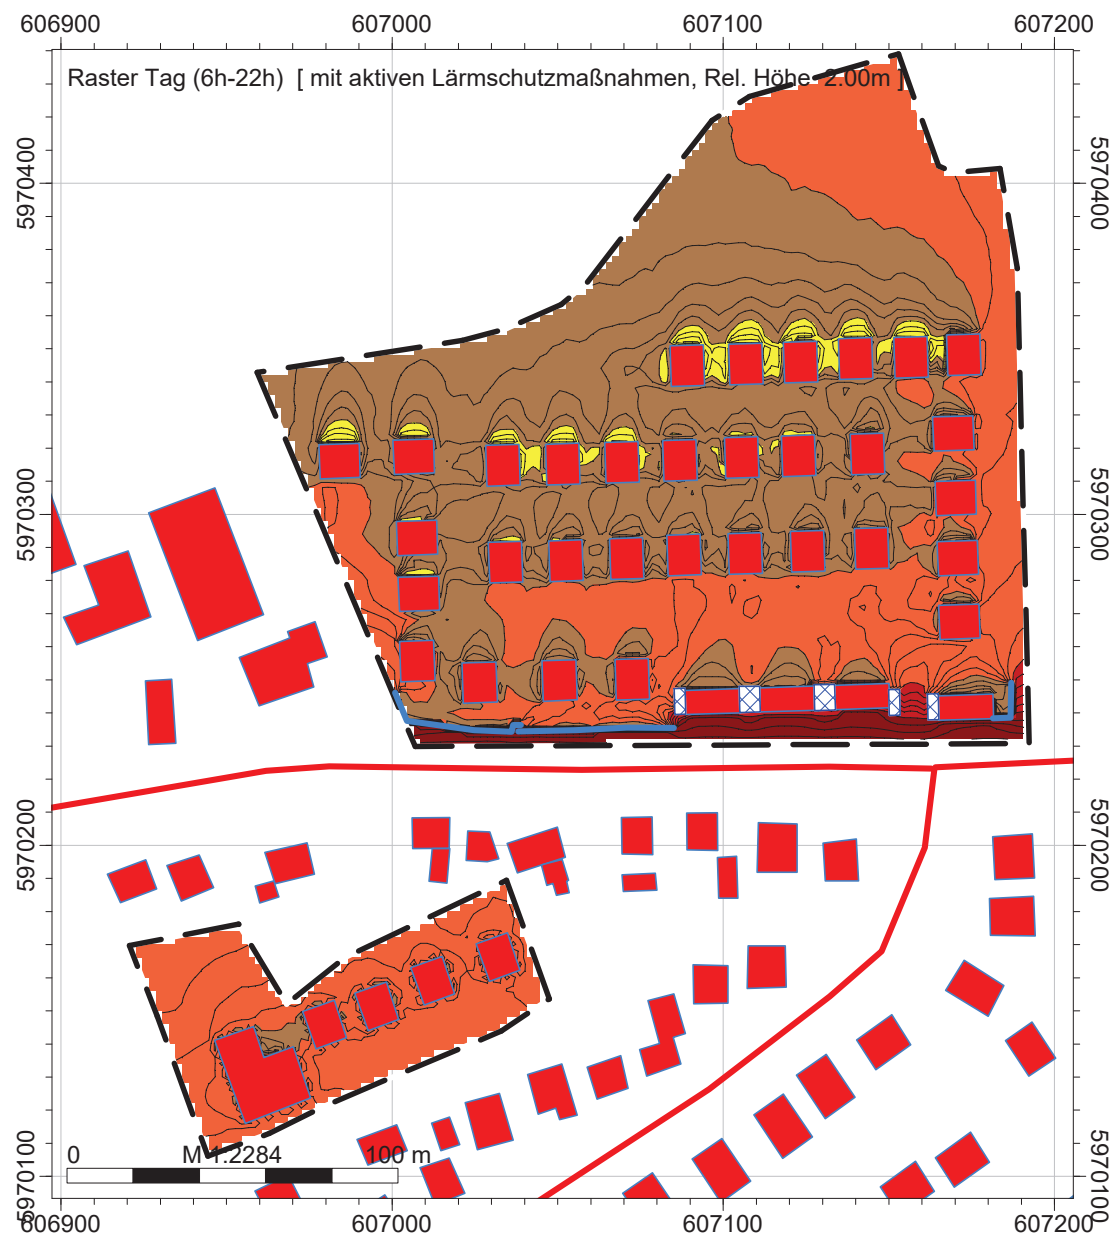 606900 607000 607100 607200
Raster Tag (6h-22h) [ mit aktiven Lärmschutzmaßnahmen, Rel. Höhe 2.00m ]
5970400 5970400
5970300 5970300
5970200 5970200
0 M 1:2284 100 m
5970100 5970100
606900 607000 607100 607200